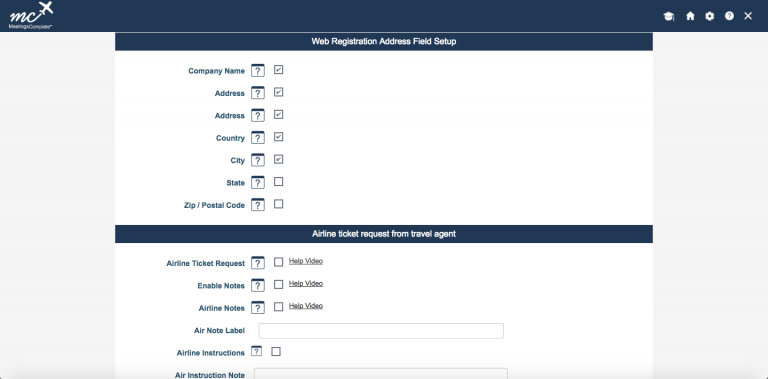 mc
MeetingsComplete™
?
Web Registration Address Field Setup
Company Name ?
Address ?
Address ?
Country ?
City ?
State ?
Zip / Postal Code ?
Airline ticket request from travel agent
Airline Ticket Request ? Help Video
Enable Notes ? Help Video
Airline Notes ? Help Video
Air Note Label
Airline Instructions ?
Air Instruction Note